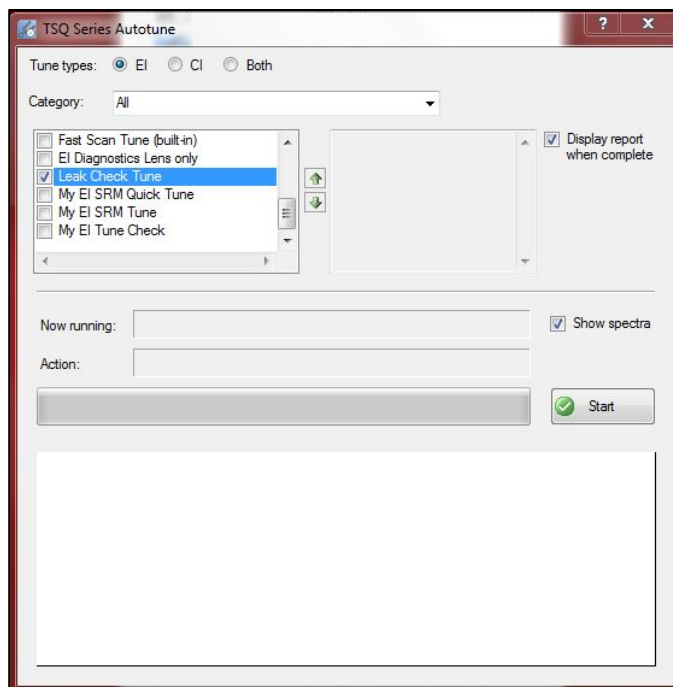 TSQ Series Autotune
Tune types: EI CI Both
Category: All
Fast Scan Tune (built-in)
EI Diagnostics Lens only
Leak Check Tune
My EI SRM Quick Tune
My EI SRM Tune
My EI Tune Check
Display report
when complete
Now running:
Show spectra
Action:
Start